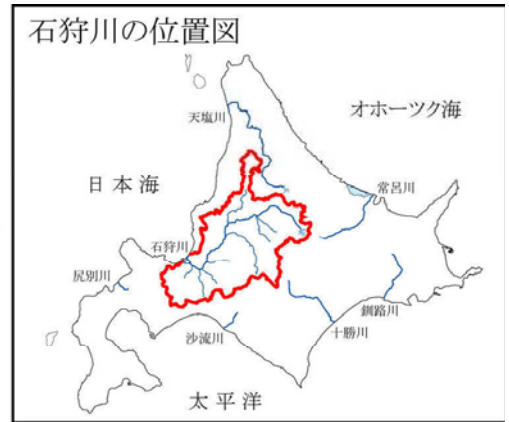 石狩川の位置図
天塩川
オホーツク海
日本海
常呂川
石狩川
尻別川
釧路川
沙流川
十勝川
太平洋